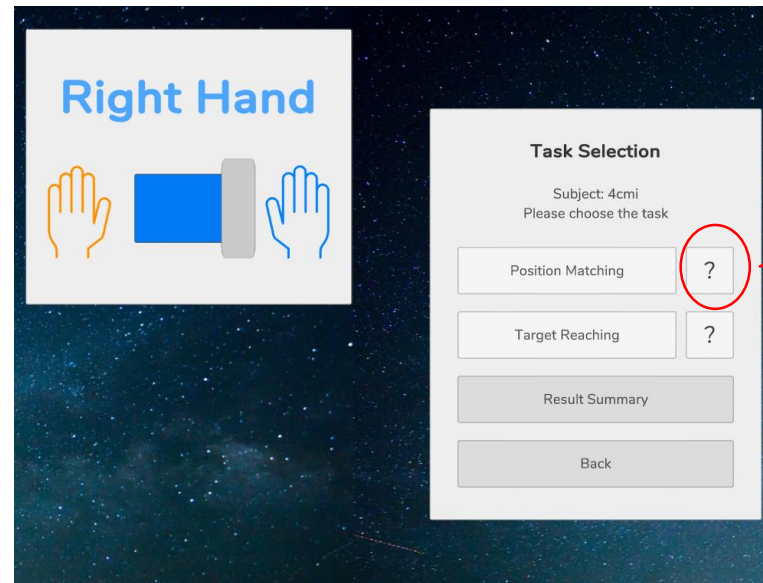 Right Hand
Task Selection
Subject: 4cmi
Please choose the task
Position Matching
?
Target Reaching
?
Result Summary
Back